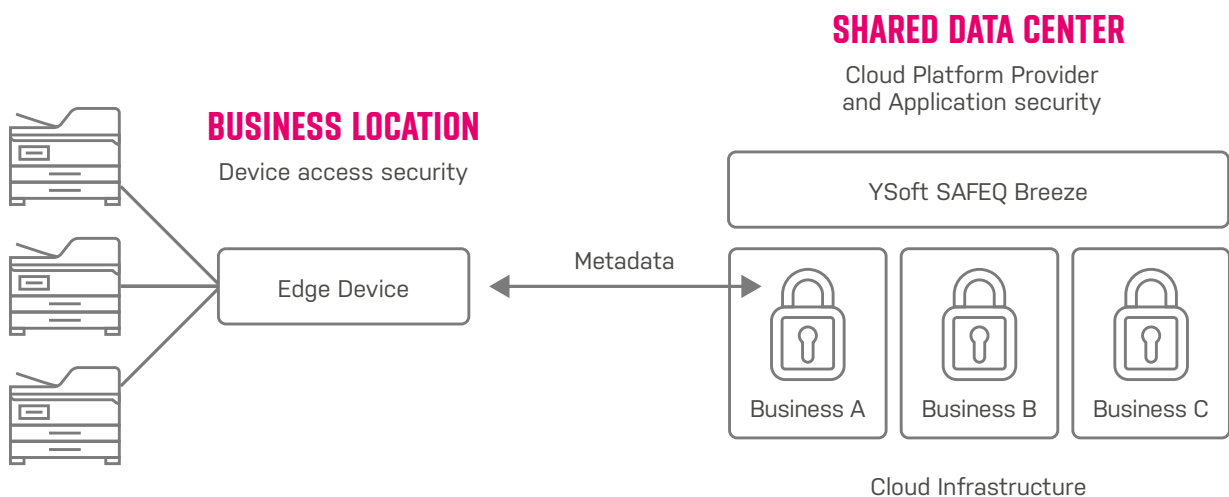 SHARED DATA CENTER
Cloud Platform Provider
and Application security
BUSINESS LOCATION
Device access security
YSoft SAFEQ Breeze
Edge Device
Metadata
Business A
Business B
Business C
Cloud Infrastructure